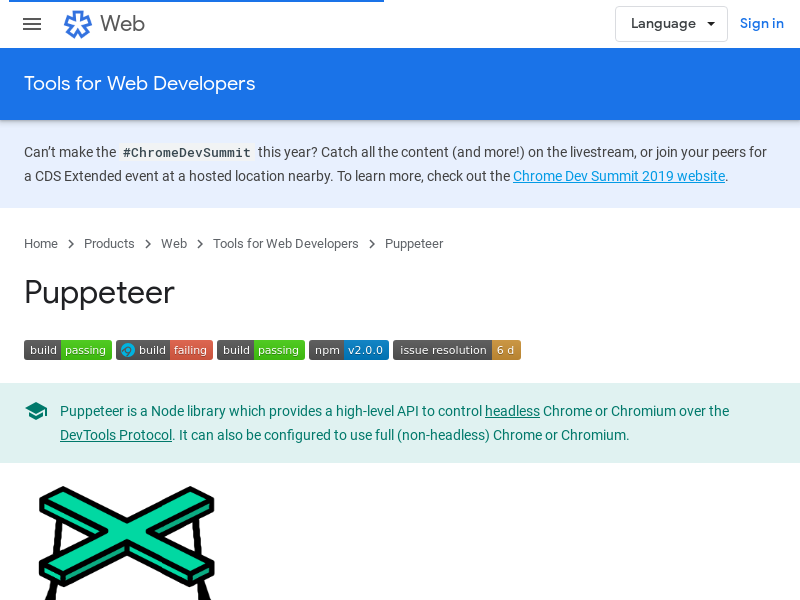 Web
Language
Sign in
Tools for Web Developers
Can’t make the #ChromeDevSummit this year? Catch all the content (and more!) on the livestream, or join your peers for
a CDS Extended event at a hosted location nearby. To learn more, check out the Chrome Dev Summit 2019 website.
Home > Products > Web > Tools for Web Developers > Puppeteer
Puppeteer
build passing build failing build passing npm v2.0.0 issue resolution 6 d
Puppeteer is a Node library which provides a high-level API to control headless Chrome or Chromium over the
DevTools Protocol. It can also be configured to use full (non-headless) Chrome or Chromium.